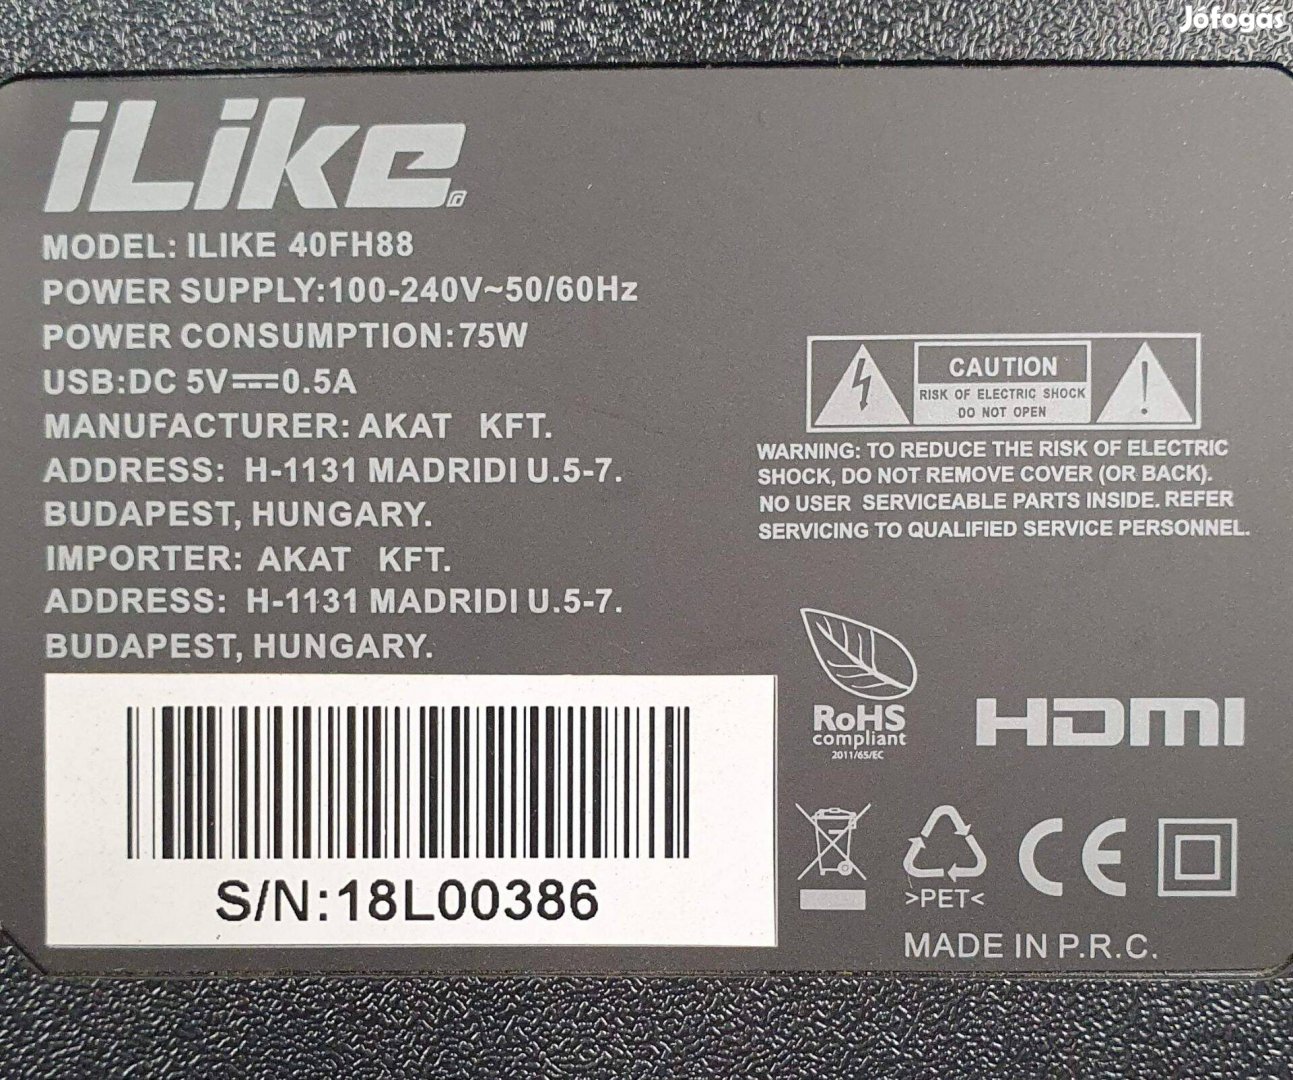 Jófogás
iLike
MODEL: ILIKE 40FH88
POWER SUPPLY:100-240V~50/60Hz
POWER CONSUMPTION:75W
USB:DC 5V⎓0.5A
MANUFACTURER: AKAT KFT.
ADDRESS: H-1131 MADRIDI U.5-7.
BUDAPEST, HUNGARY.
IMPORTER: AKAT KFT.
ADDRESS: H-1131 MADRIDI U.5-7.
BUDAPEST, HUNGARY.
S/N:18L00386
CAUTION
RISK OF ELECTRIC SHOCK
DO NOT OPEN
WARNING: TO REDUCE THE RISK OF ELECTRIC
SHOCK, DO NOT REMOVE COVER (OR BACK).
NO USER SERVICEABLE PARTS INSIDE. REFER
SERVICING TO QUALIFIED SERVICE PERSONNEL.
RoHS
compliant
2011/65/EC
HDMI
>PET<
CE
MADE IN P.R.C.